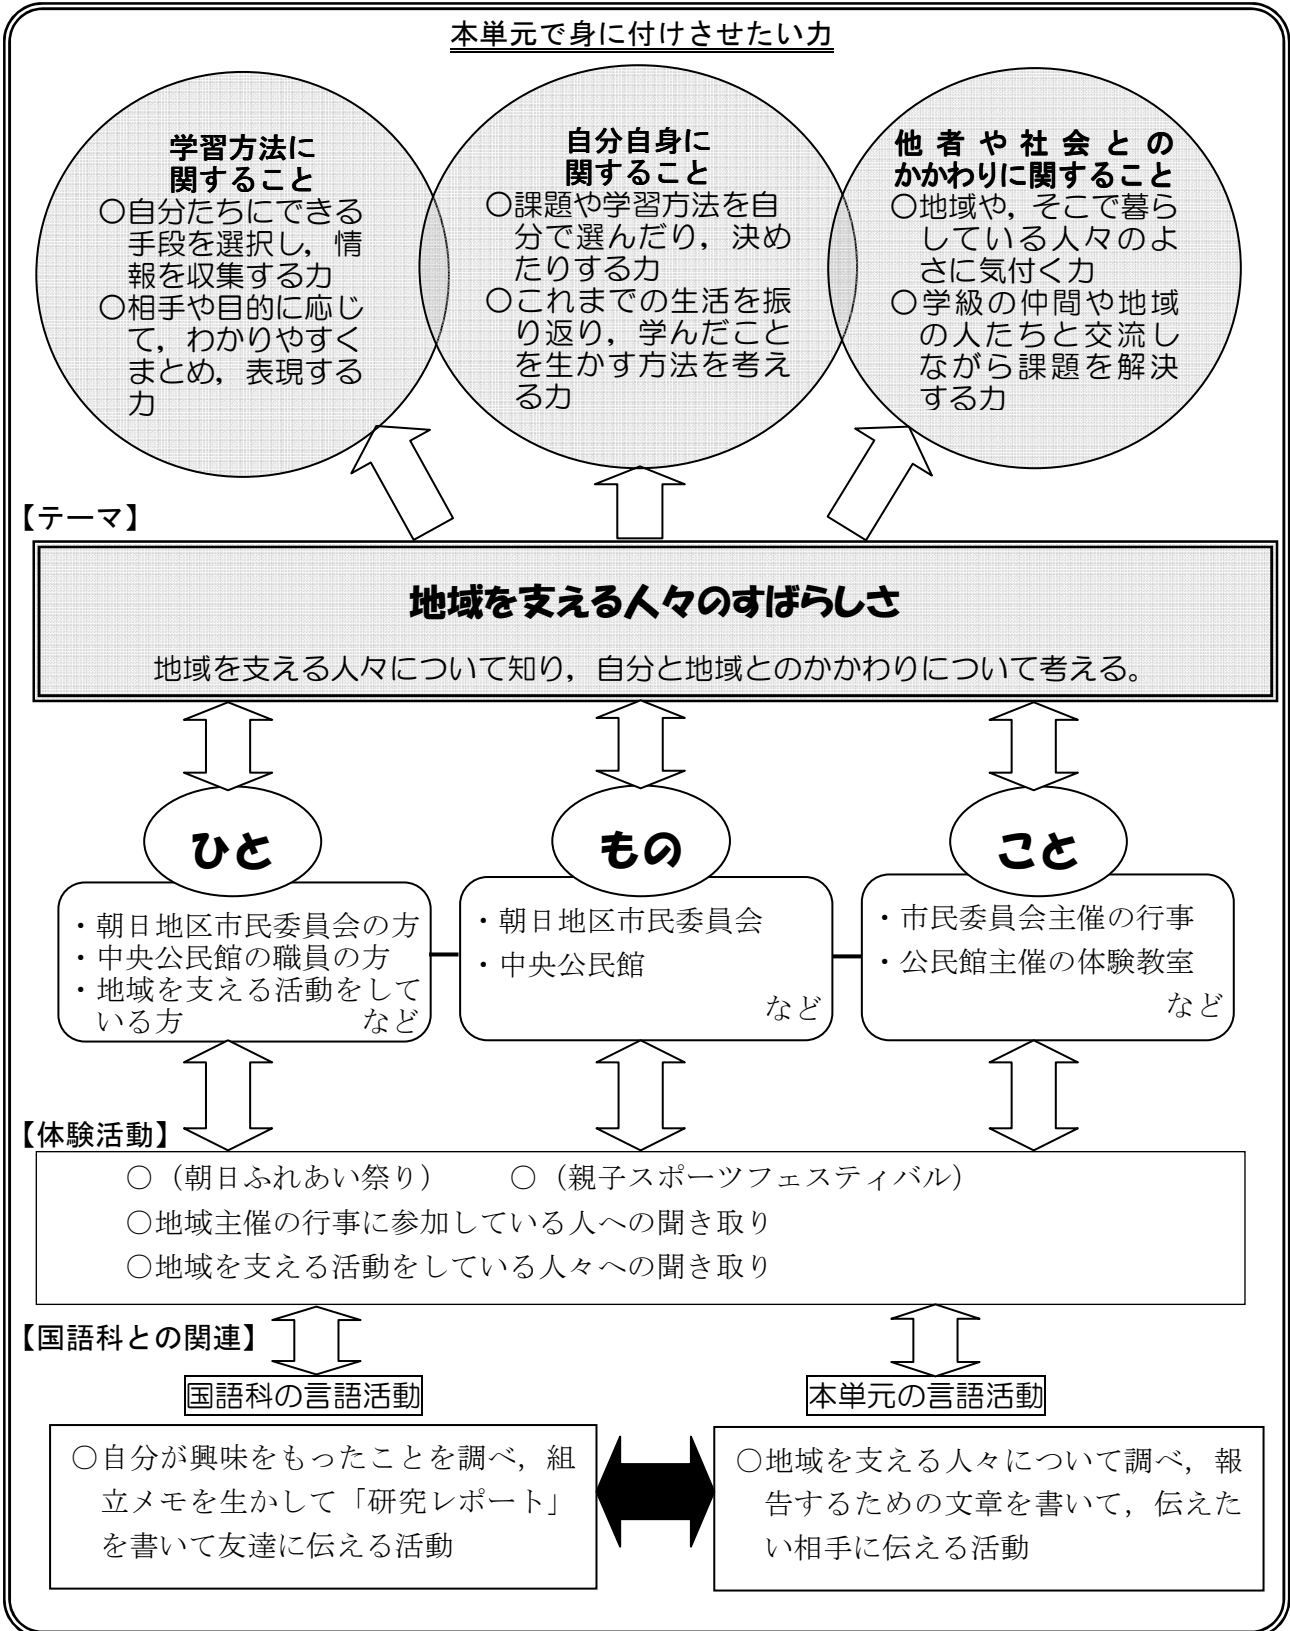 本単元で身に付けさせたい力
学習方法に
関すること
○自分たちにできる
手段を選択し，情
報を収集する力
○相手や目的に応じ
て，わかりやすく
まとめ，表現する
力
自分自身に
関すること
○課題や学習方法を自
分で選んだり，決め
たりする力
○これまでの生活を振
り返り，学んだこと
を生かす方法を考え
る力
他者や社会との
かかわりに関すること
○地域や，そこで暮ら
している人々のよ
さに気付く力
○学級の仲間や地域
の人たちと交流し
ながら課題を解決
する力
【テーマ】
地域を支える人々のすばらしさ
地域を支える人々について知り，自分と地域とのかかわりについて考える。
ひと
・朝日地区市民委員会の方
・中央公民館の職員の方
・地域を支える活動をして
いる方　など
もの
・朝日地区市民委員会
・中央公民館
など
こと
・市民委員会主催の行事
・公民館主催の体験教室
など
【体験活動】
○（朝日ふれあい祭り）　○（親子スポーツフェスティバル）
○地域主催の行事に参加している人への聞き取り
○地域を支える活動をしている人々への聞き取り
【国語科との関連】
国語科の言語活動
○自分が興味をもったことを調べ，組
立メモを生かして「研究レポート」
を書いて友達に伝える活動
本単元の言語活動
○地域を支える人々について調べ，報
告するための文章を書いて，伝えた
い相手に伝える活動